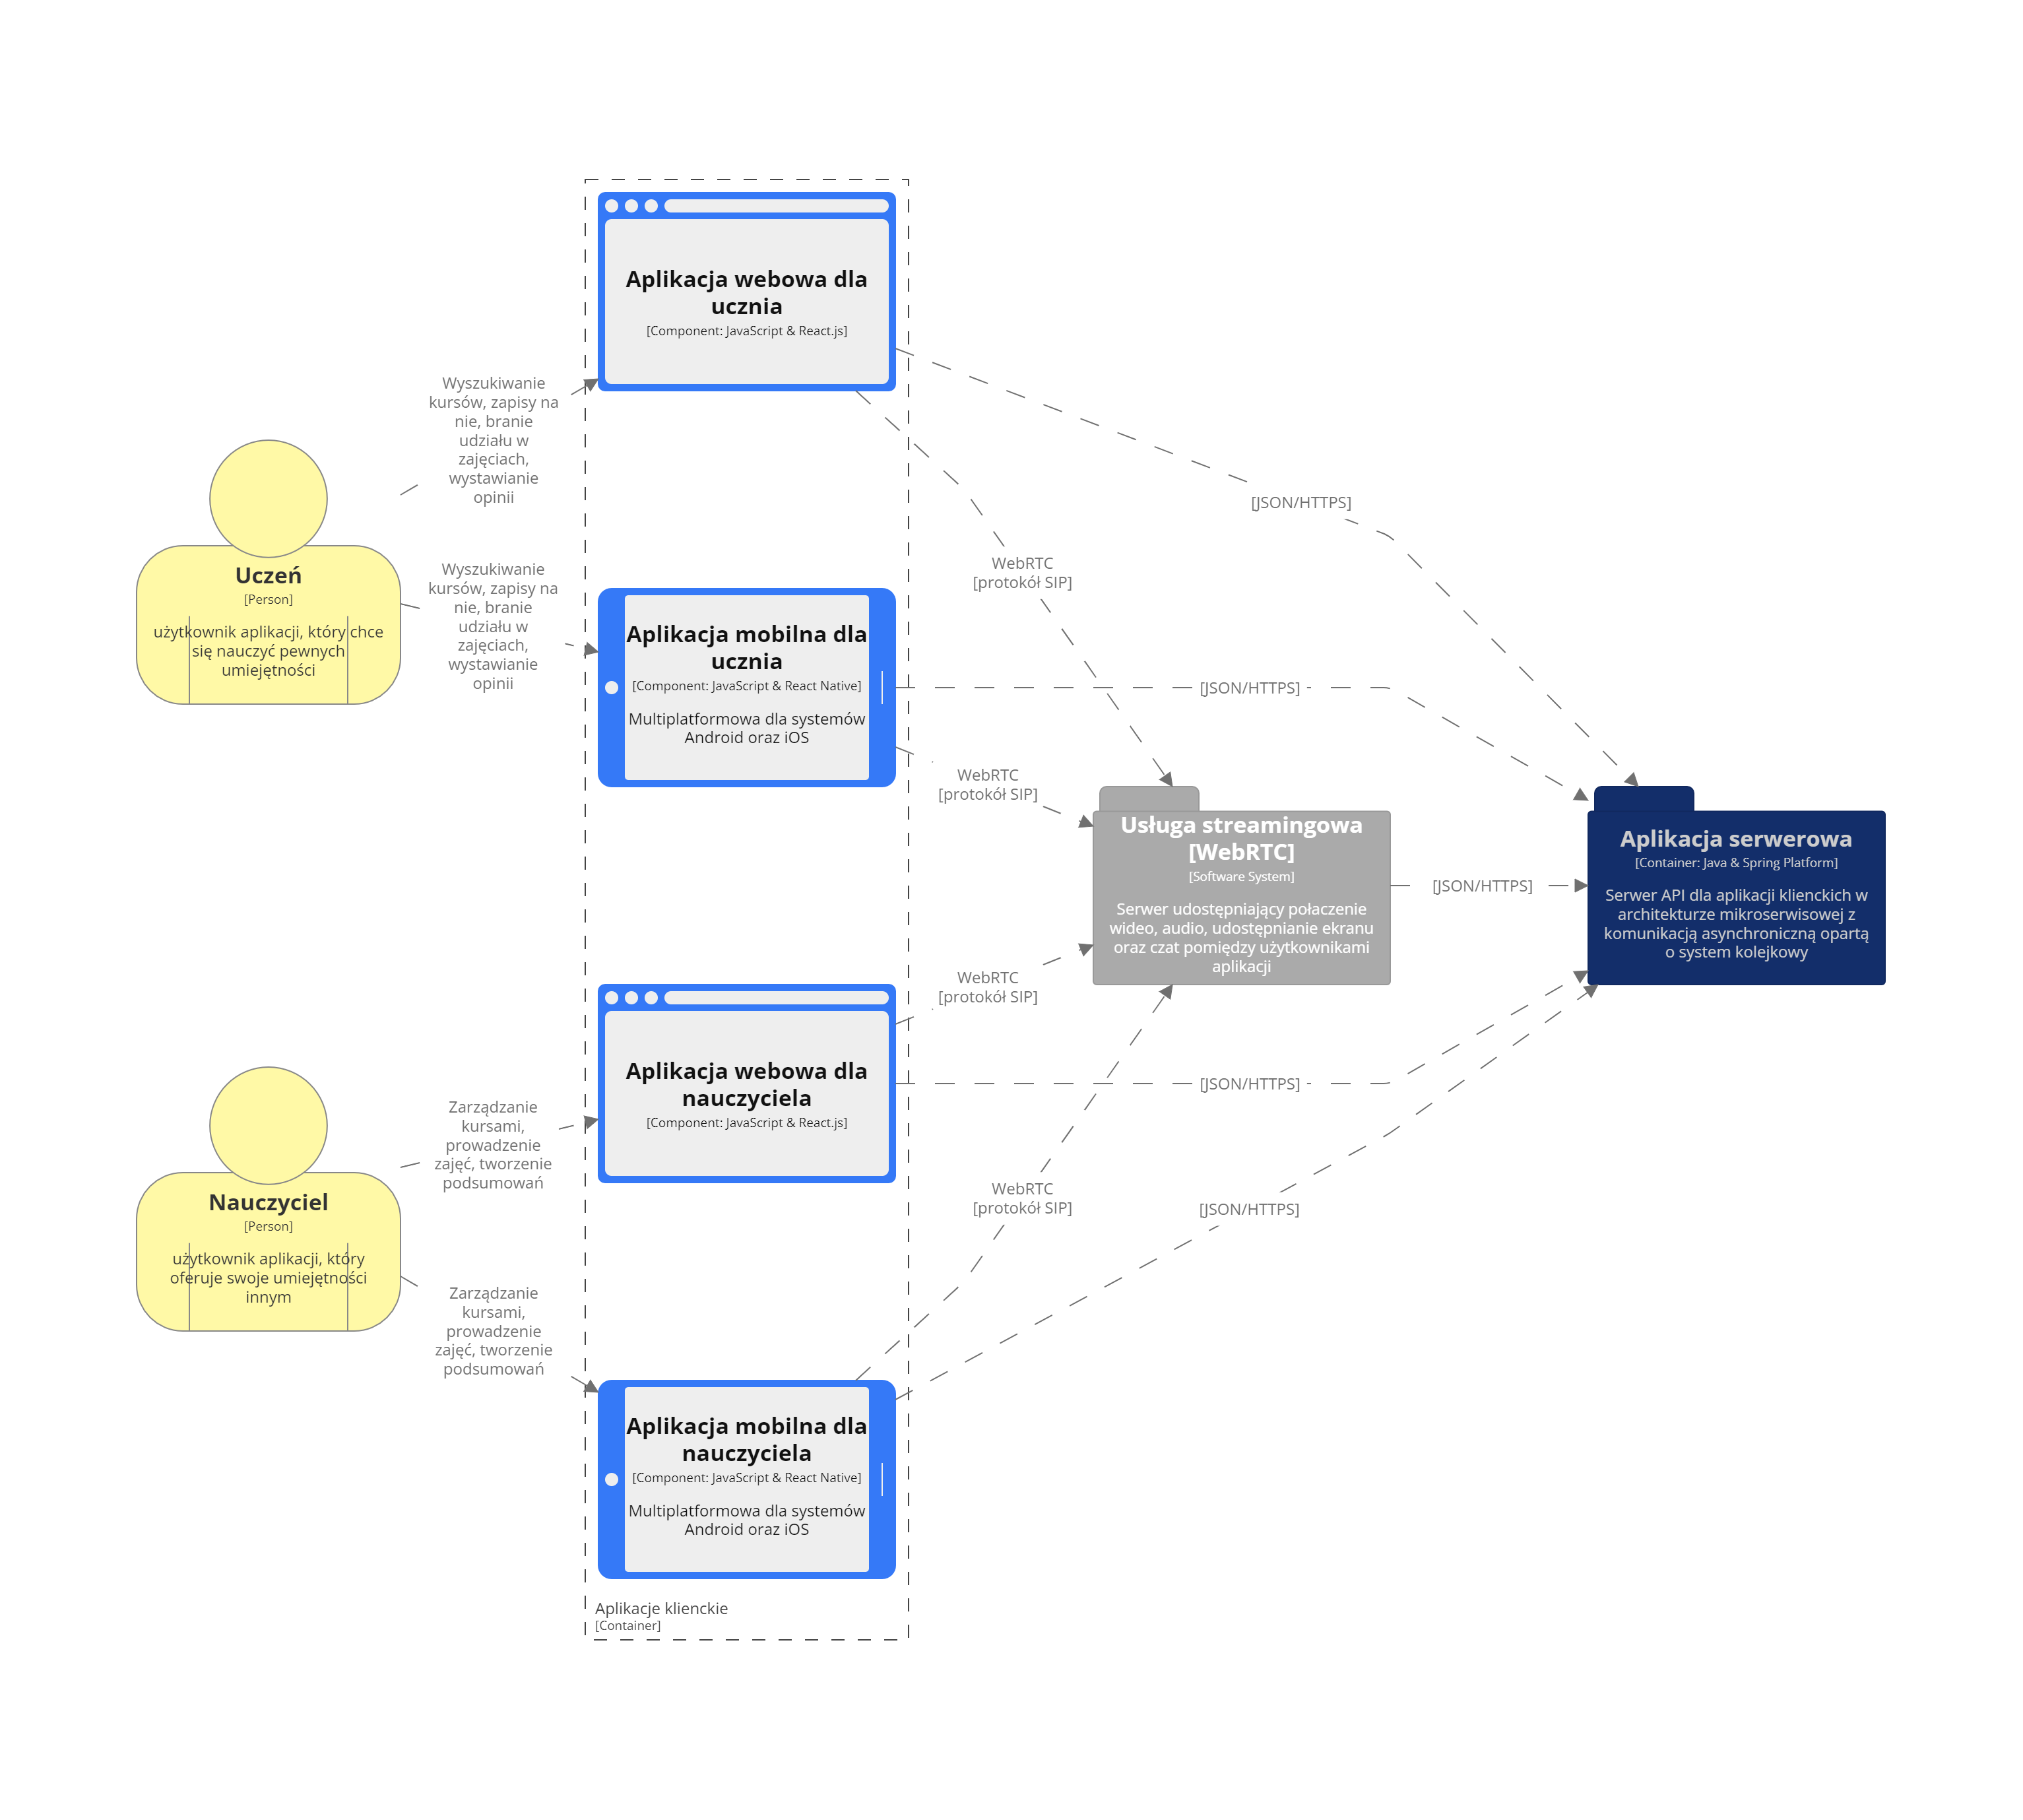 Aplikacja webowa dla
ucznia
[Component: JavaScript & React.js]
Wyszukiwanie
kursów, zapisy na
nie, branie
udziału w
zajęciach,
wystawianie
opinii
[JSON/HTTPS]
WebRTC
[protokół SIP]
Uczeń
[Person]
użytkownik aplikacji, który chce
się nauczyć pewnych
umiejętności
Wyszukiwanie
kursów, zapisy na
nie, branie
udziału w
zajęciach,
wystawianie
opinii
Aplikacja mobilna dla
ucznia
[Component: JavaScript & React Native]
Multiplatformowa dla systemów
Android oraz iOS
[JSON/HTTPS]
WebRTC
[protokół SIP]
Usługa streamingowa
[WebRTC]
[Software System]
Serwer udostępniający połaczenie
wideo, audio, udostępnianie ekranu
oraz czat pomiędzy użytkownikami
aplikacji
[JSON/HTTPS]
Aplikacja serwerowa
[Container: Java & Spring Platform]
Serwer API dla aplikacji klienckich w
architekturze mikroserwisowej z
komunikacją asynchroniczną opartą
o system kolejkowy
WebRTC
[protokół SIP]
Aplikacja webowa dla
nauczyciela
[Component: JavaScript & React.js]
[JSON/HTTPS]
Zarządzanie
kursami,
prowadzenie
zajęć, tworzenie
podsumowań
Nauczyciel
[Person]
użytkownik aplikacji, który
oferuje swoje umiejętności
innym
WebRTC
[protokół SIP]
[JSON/HTTPS]
Zarządzanie
kursami,
prowadzenie
zajęć, tworzenie
podsumowań
Aplikacja mobilna dla
nauczyciela
[Component: JavaScript & React Native]
Multiplatformowa dla systemów
Android oraz iOS
Aplikacje klienckie
[Container]